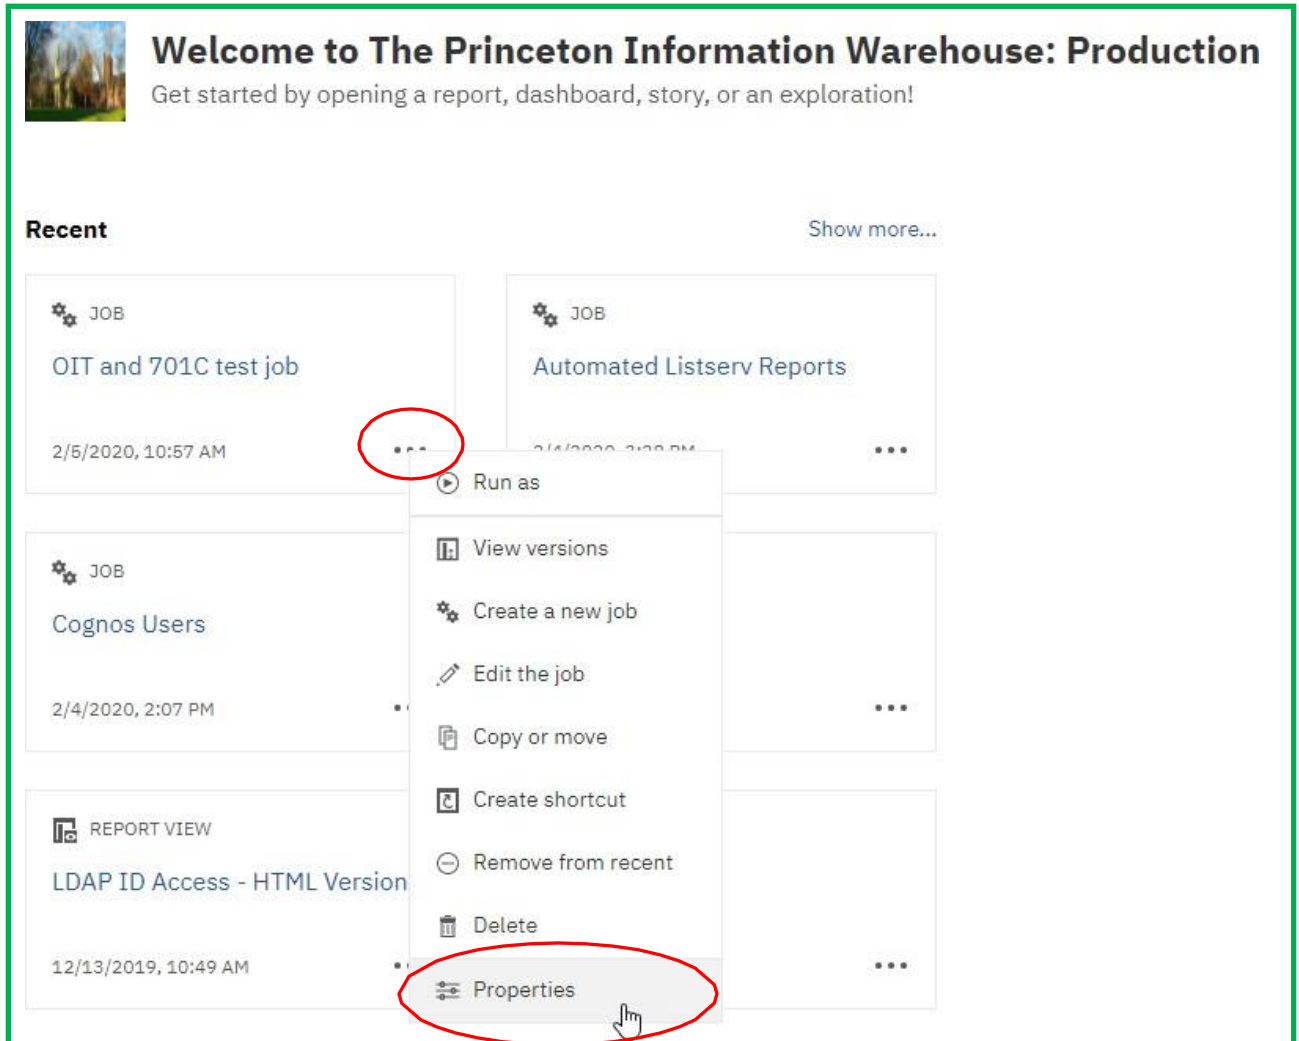 Welcome to The Princeton Information Warehouse: Production
Get started by opening a report, dashboard, story, or an exploration!
Recent
Show more...
JOB
OIT and 701C test job
2/5/2020, 10:57 AM
JOB
Automated Listserv Reports
Run as
View versions
Create a new job
Edit the job
Copy or move
Create shortcut
Remove from recent
Delete
Properties
JOB
Cognos Users
2/4/2020, 2:07 PM
REPORT VIEW
LDAP ID Access - HTML Version
12/13/2019, 10:49 AM